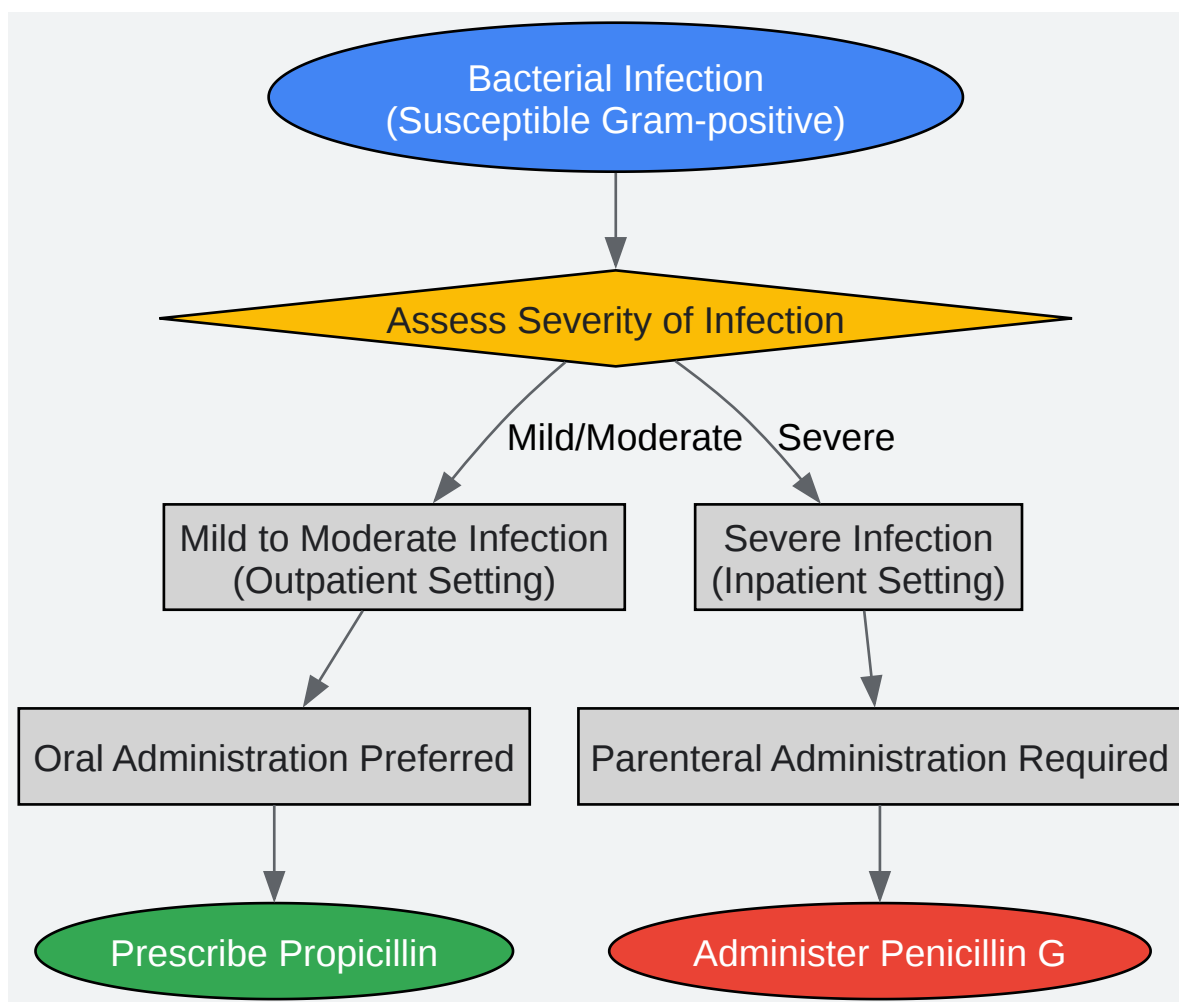 Bacterial Infection
(Susceptible Gram-positive)
Assess Severity of Infection
Mild/Moderate
Severe
Mild to Moderate Infection
(Outpatient Setting)
Severe Infection
(Inpatient Setting)
Oral Administration Preferred
Parenteral Administration Required
Prescribe Propicillin
Administer Penicillin G